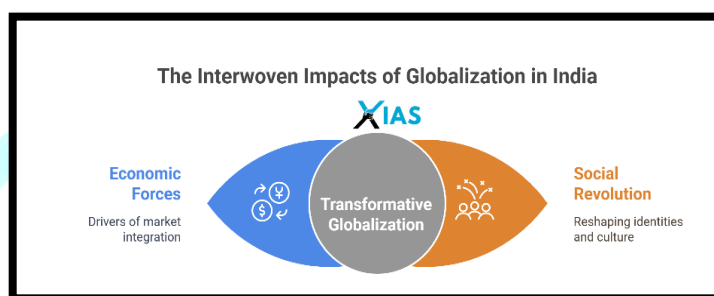 The Interwoven Impacts of Globalization in India
XIAS
Economic
Forces
Drivers of market
integration
¥
$
Transformative
Globalization
Social
Revolution
Reshaping identities
and culture